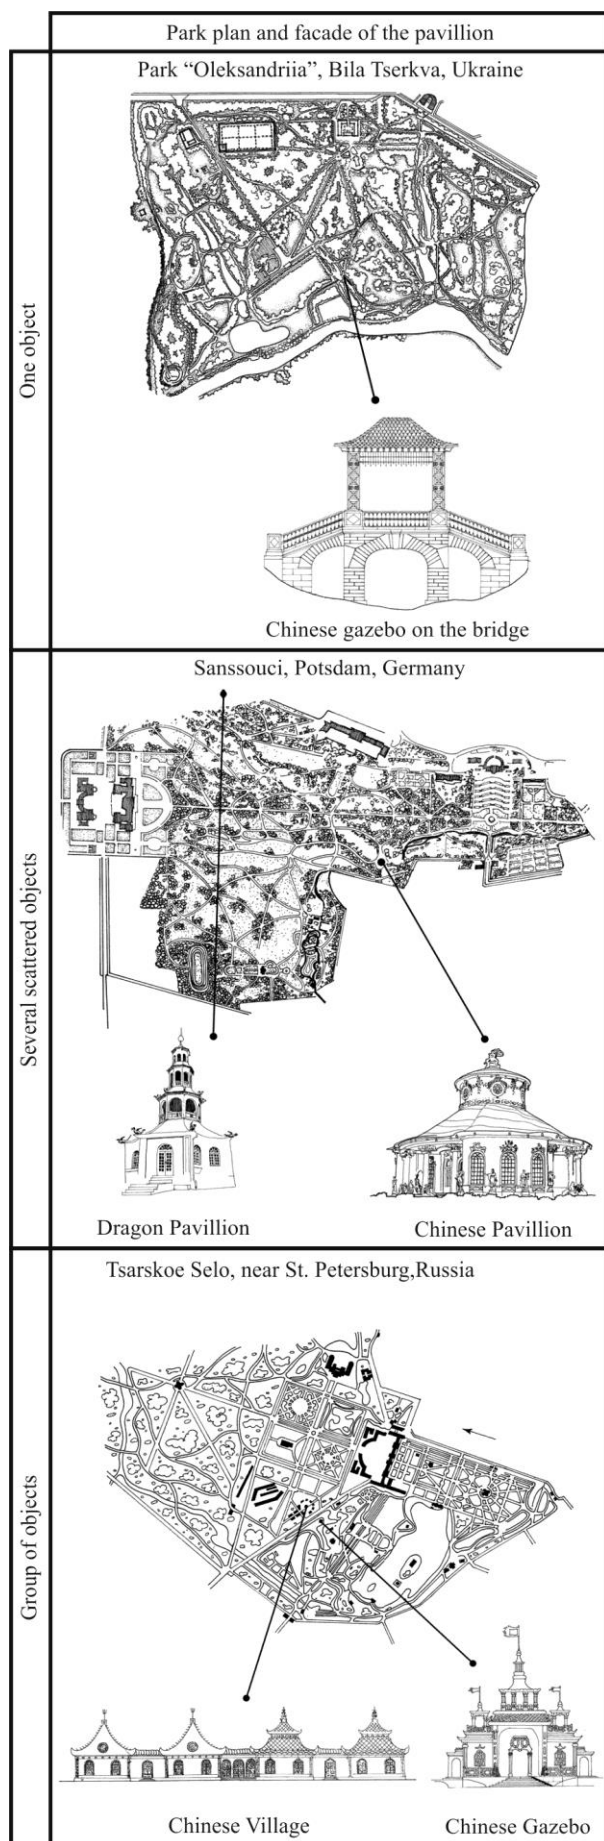 Park plan and facade of the pavillion
One object
Park “Oleksandriia”, Bila Tserkva, Ukraine
Chinese gazebo on the bridge
Several scattered objects
Sanssouci, Potsdam, Germany
Dragon Pavillion
Chinese Pavillion
Group of objects
Tsarskoe Selo, near St. Petersburg,Russia
Chinese Village
Chinese Gazebo